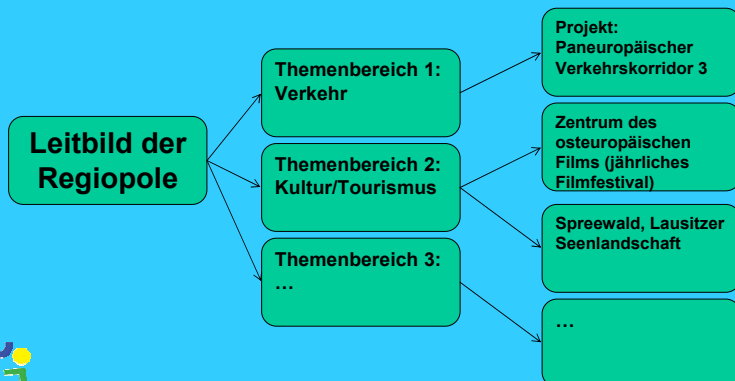 Leitbild der
Regiopole
Themenbereich 1:
Verkehr
Themenbereich 2:
Kultur/Tourismus
Themenbereich 3:
…
Projekt:
Paneuropäischer
Verkehrskorridor 3
Zentrum des
osteuropäischen
Films (jährliches
Filmfestival)
Spreewald, Lausitzer
Seenlandschaft
…